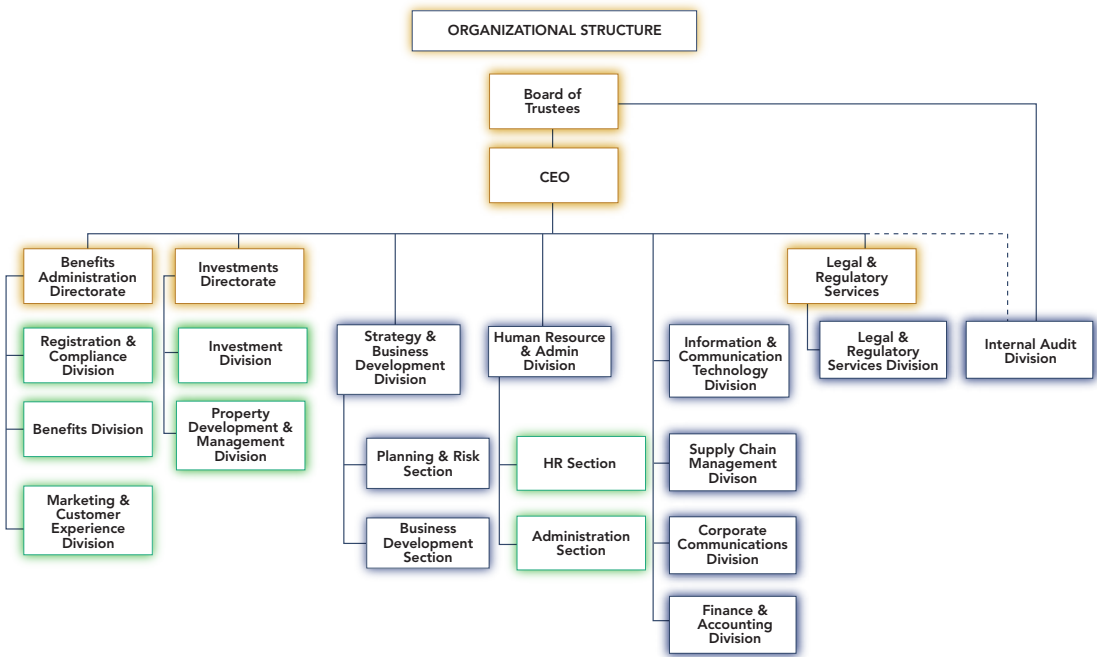 ORGANIZATIONAL STRUCTURE
Board of
Trustees
CEO
Benefits
Administration
Directorate
Investments
Directorate
Legal &
Regulatory
Services
Registration &
Compliance
Division
Investment
Division
Strategy &
Business
Development
Division
Human Resource
& Admin
Division
Information &
Communication
Technology
Division
Legal &
Regulatory
Services Division
Internal Audit
Division
Benefits Division
Property
Development &
Management
Division
Planning & Risk
Section
HR Section
Supply Chain
Management
Divison
Marketing &
Customer
Experience
Division
Business
Development
Section
Administration
Section
Corporate
Communications
Division
Finance &
Accounting
Division